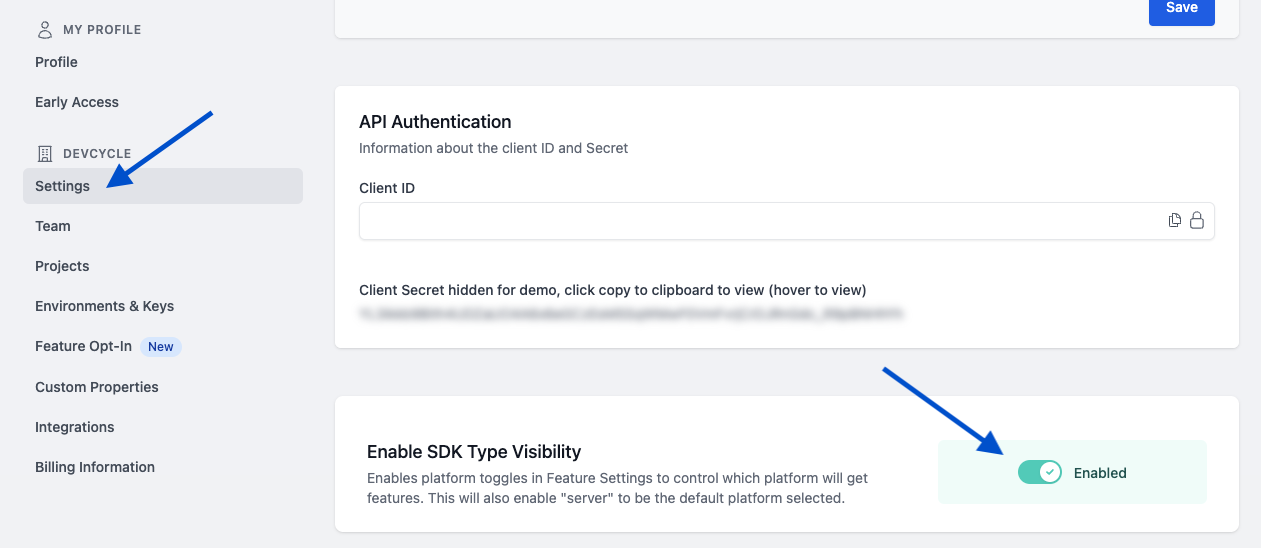 MY PROFILE
Profile
Early Access
DEVCYCLE
Settings
Team
Projects
Environments & Keys
Feature Opt-In New
Custom Properties
Integrations
Billing Information
Save
API Authentication
Information about the client ID and Secret
Client ID
Client Secret hidden for demo, click copy to clipboard to view (hover to view)
Enable SDK Type Visibility
Enables platform toggles in Feature Settings to control which platform will get
features. This will also enable "server" to be the default platform selected.
Enabled